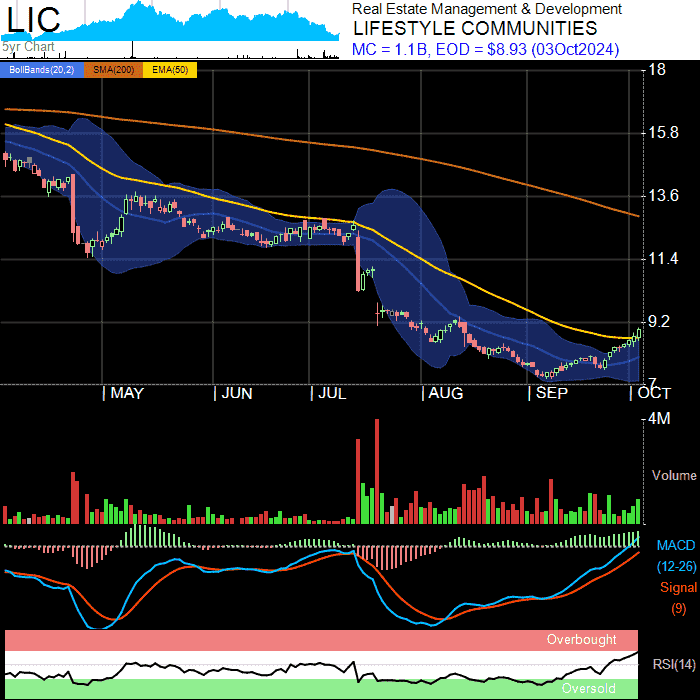 LIC
5yr Chart
Real Estate Management & Development
LIFESTYLE COMMUNITIES
MC = 1.1B, EOD = $8.93 (03Oct2024)
BollBands(20,2) SMA(200) EMA(50)
18
15.8
13.6
11.4
9.2
7
MAY JUN JUL AUG SEP OCT
4M
Volume
MACD
(12-26)
Signal
(9)
Overbought
RSI(14)
Oversold